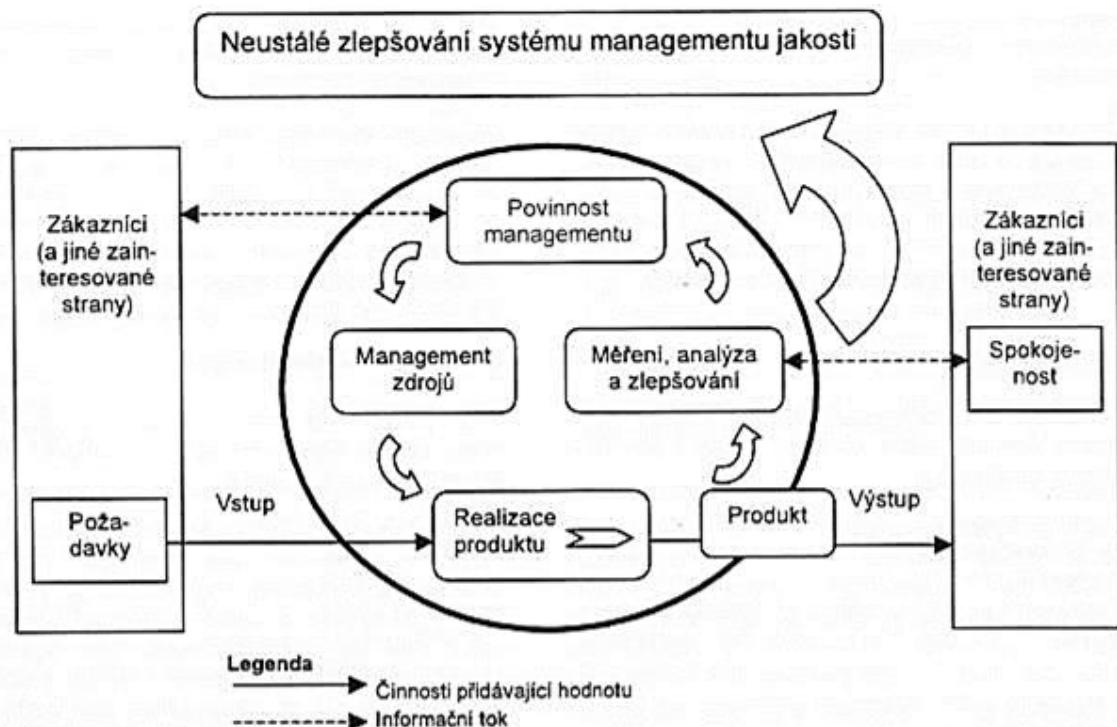 Neustálé zlepšování systému managementu jakosti
Zákazníci
(a jiné zain-
teresované
strany)
Povinnost
managementu
Zákazníci
(a jiné zain-
teresované
strany)
Management
zdrojů
Měření, analýza
a zlepšování
Spokoje-
nost
Poža-
davky
Vstup
Realizace
produktu
Produkt
Výstup
Legenda
Činnosti přidávající hodnotu
Informační tok